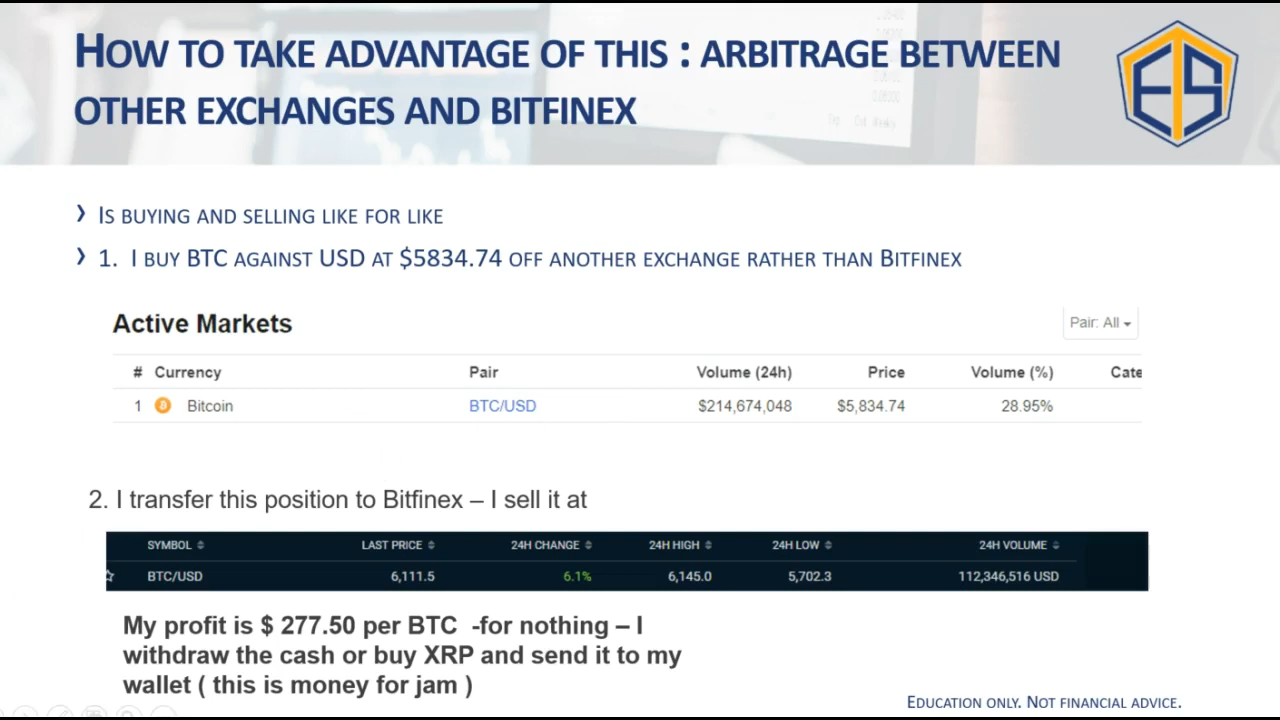 HOW TO TAKE ADVANTAGE OF THIS : ARBITRAGE BETWEEN
OTHER EXCHANGES AND BITFINEX
IS BUYING AND SELLING LIKE FOR LIKE
1. I BUY BTC AGAINST USD AT $5834.74 OFF ANOTHER EXCHANGE RATHER THAN BITFINEX
Active Markets
Pair: All
# Currency Pair Volume (24h) Price Volume (%) Cate
1 Bitcoin BTC/USD $214,674,048 $5,834.74 28.95%
2. I transfer this position to Bitfinex – I sell it at
SYMBOL LAST PRICE 24H CHANGE 24H HIGH 24H LOW 24H VOLUME
BTC/USD 6,111.5 6.1% 6,145.0 5,702.3 112,346,516 USD
My profit is $ 277.50 per BTC -for nothing – I
withdraw the cash or buy XRP and send it to my
wallet ( this is money for jam )
EDUCATION ONLY. NOT FINANCIAL ADVICE.